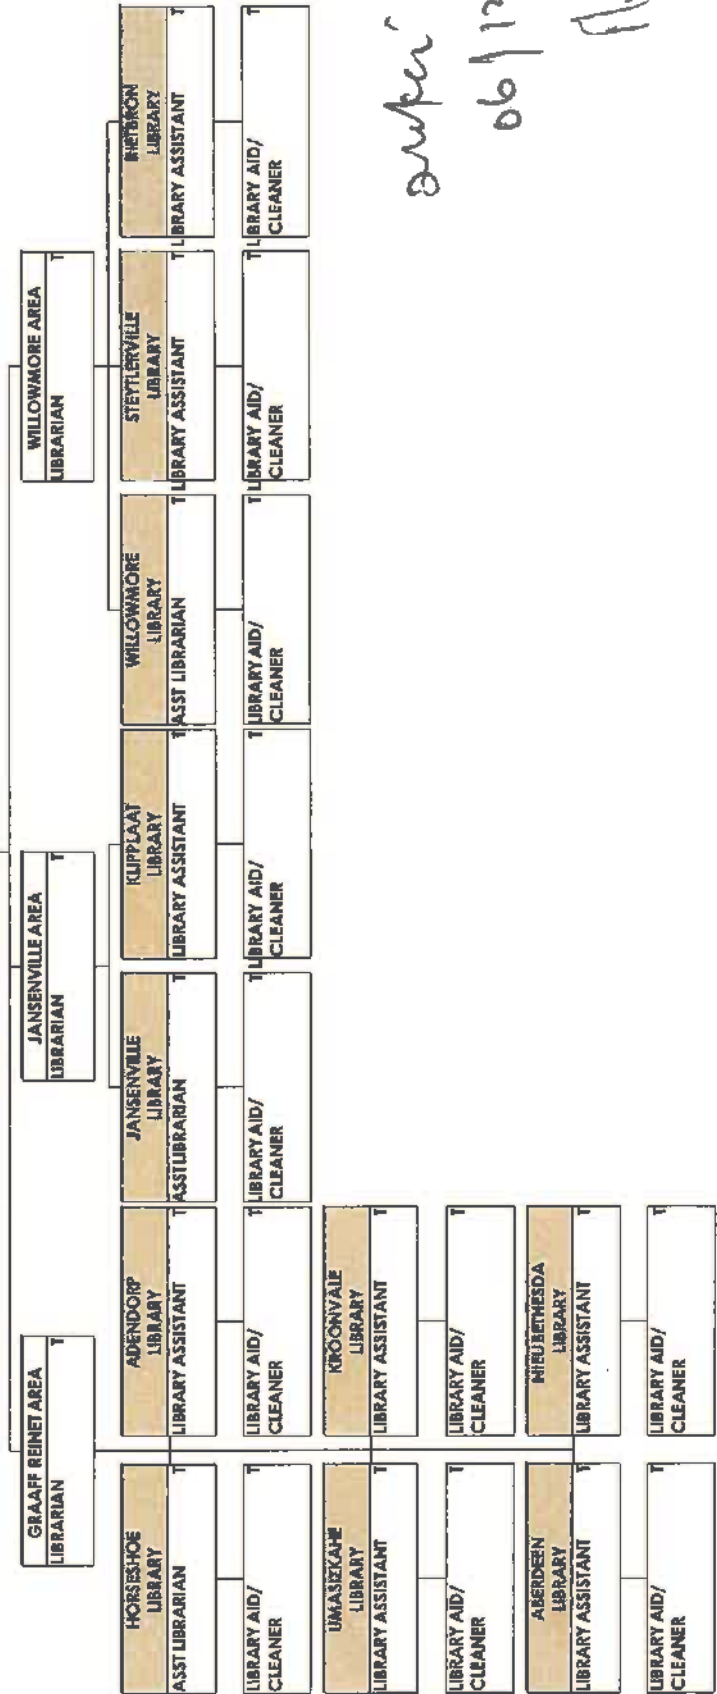 GRAAFF REINET AREA
LIBRARIAN T
JANSENVILLE AREA
LIBRARIAN T
WILLOWMORE AREA
LIBRARIAN T
HORSESHOE
LIBRARY
ASST LIBRARIAN T
LIBRARY AID/
CLEANER
ADENDORP
LIBRARY
LIBRARY ASSISTANT T
LIBRARY AID/ T
CLEANER
JANSENVILLE
LIBRARY
ASST LIBRARIAN T
LIBRARY AID/ T
CLEANER
KLIPPLAAT
LIBRARY
LIBRARY ASSISTANT T
LIBRARY AID/ T
CLEANER
WILLOWMORE
LIBRARY
ASST LIBRARIAN T
LIBRARY AID/ T
CLEANER
STEYTLERVILLE
LIBRARY
LIBRARY ASSISTANT T
LIBRARY AID/ T
CLEANER
RIETBRON
LIBRARY
LIBRARY ASSISTANT T
LIBRARY AID/ T
CLEANER
UMASIZAKHE
LIBRARY
LIBRARY ASSISTANT T
LIBRARY AID/ T
CLEANER
KROONVALE
LIBRARY
LIBRARY ASSISTANT T
LIBRARY AID/ T
CLEANER
ABERDEEN
LIBRARY
LIBRARY ASSISTANT T
LIBRARY AID/ T
CLEANER
NIEU BETHESDA
LIBRARY
LIBRARY ASSISTANT T
LIBRARY AID/ T
CLEANER
06/12